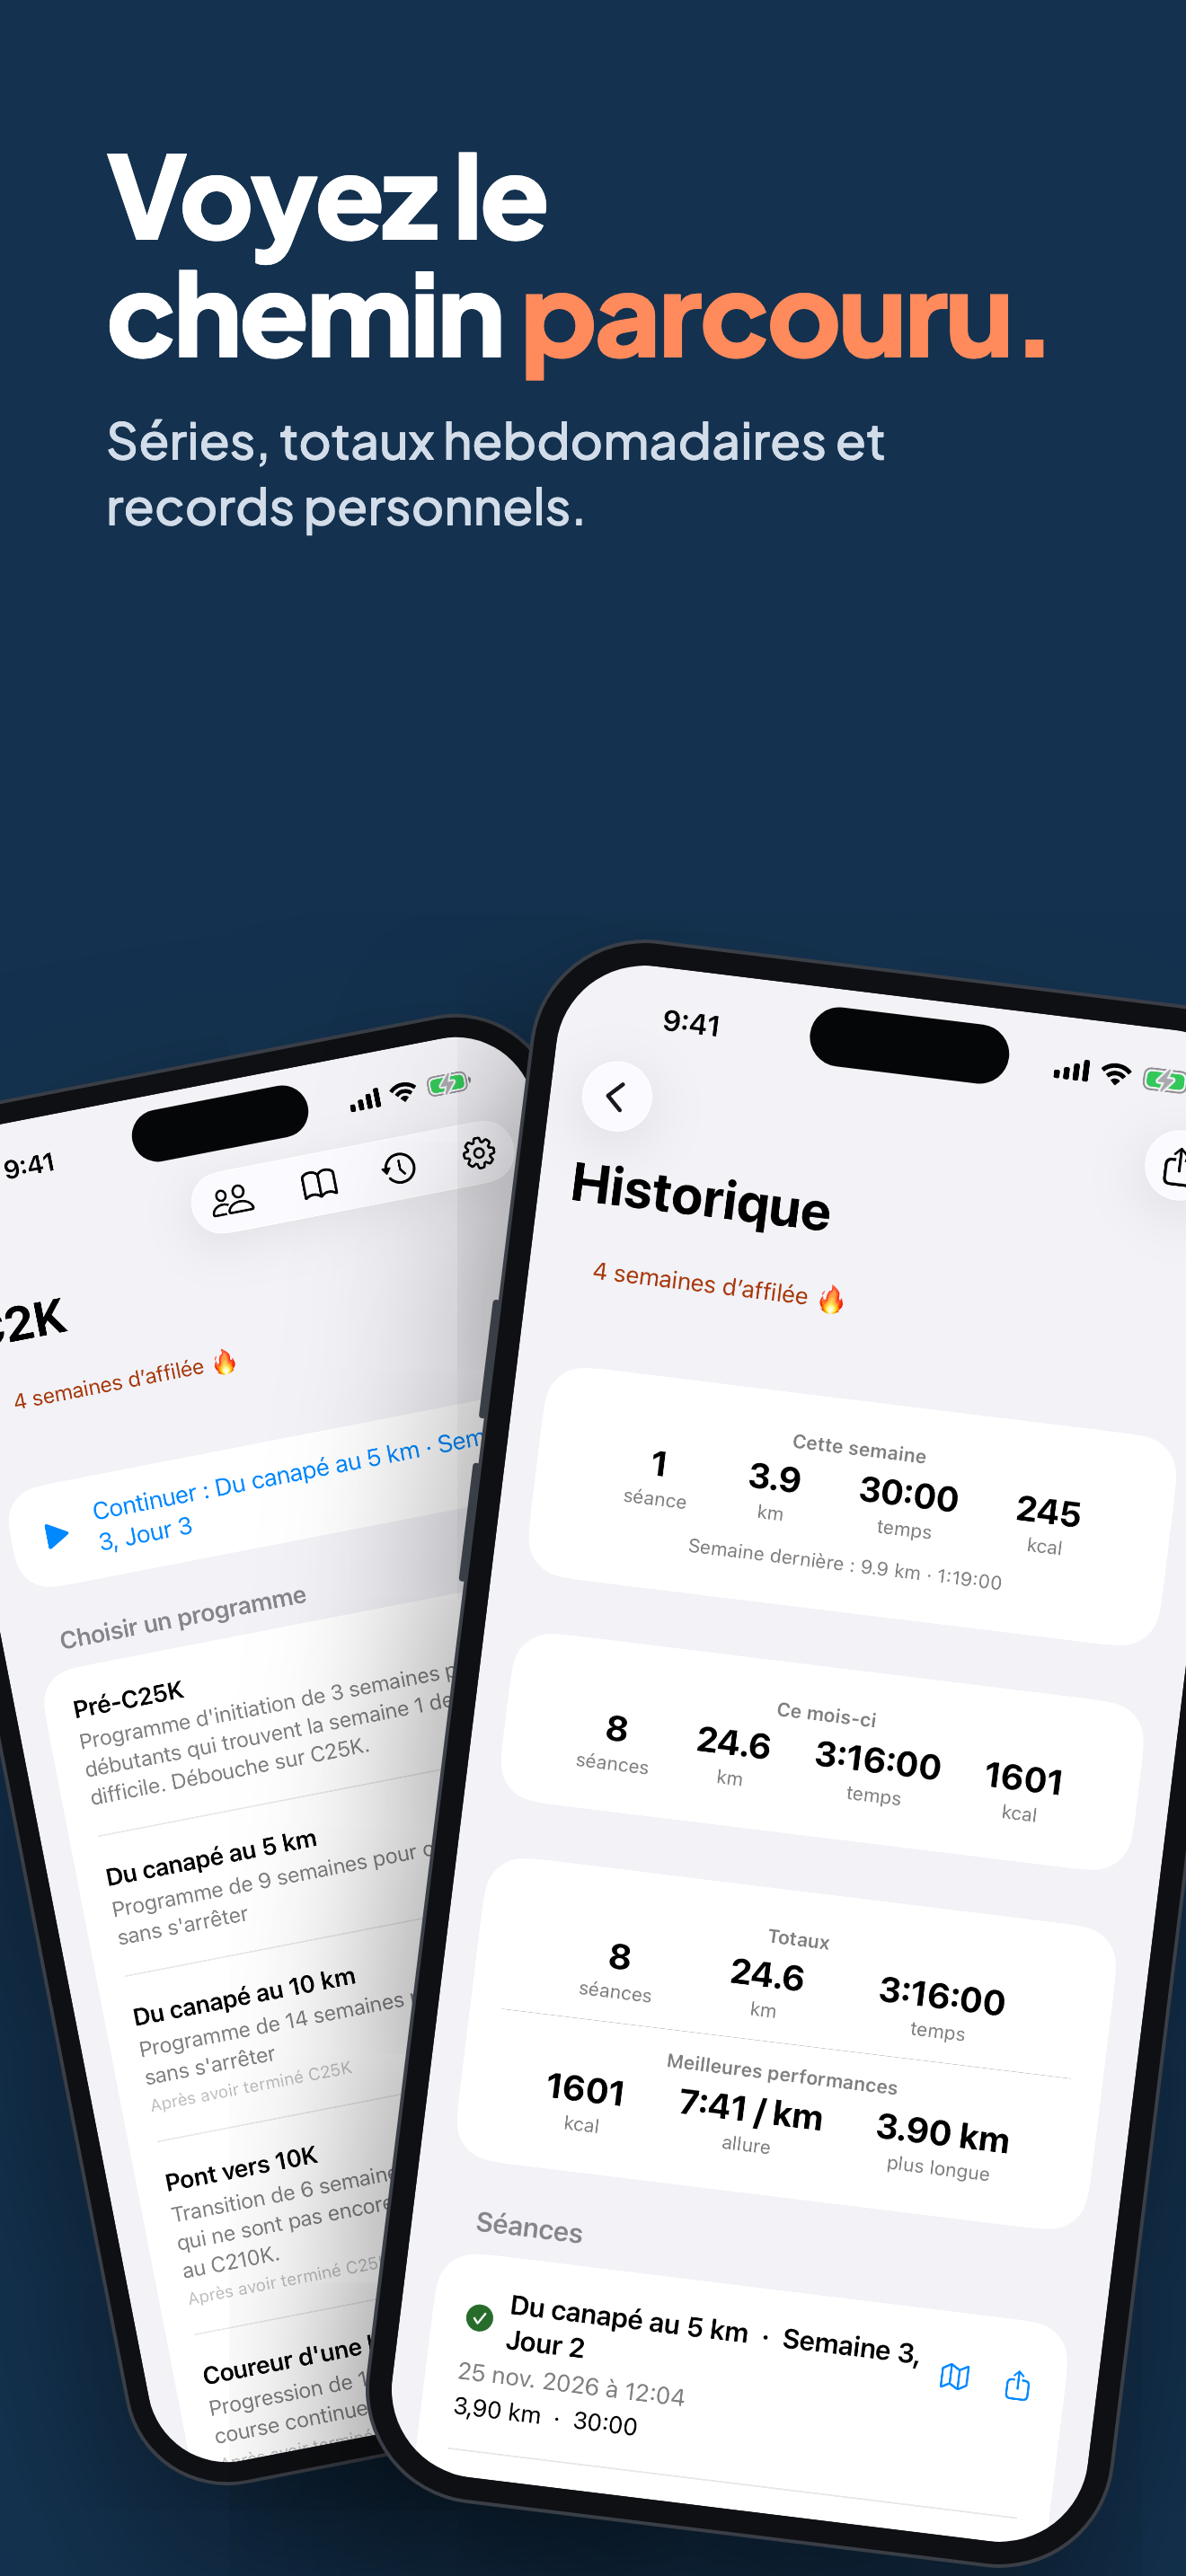 Voyez le
chemin parcouru.
Séries, totaux hebdomadaires et
records personnels.
9:41
4 semaines d'affilée 🔥
Continuer : Du canapé au 5 km ·
3, Jour 3
Choisir un programme
Pré-C25K
Programme d'initiation de 3 semaines
débutants qui trouvent la semaine 1
difficile. Débouche sur C25K.
Du canapé au 5 km
Programme de 9 semaines pour
sans s'arrêter
Du canapé au 10 km
Programme de 14 semaines
sans s'arrêter
Après avoir terminé C25K
Pont vers 10K
Transition de 6
qui ne sont pas
au C210K.
Après avoir terminé
Coureur d'une
Progression de
course continue
9:41
Historique
4 semaines d’affilée 🔥
Cette semaine
1 3.9 30:00 245
séance km temps kcal
Semaine dernière : 9.9 km · 1:19:00
Ce mois-ci
8 24.6 3:16:00 1601
séances km temps kcal
Totaux
8 24.6 3:16:00
séances km temps
Meilleures performances
1601 7:41 / km 3.90 km
kcal allure plus longue
Séances
Du canapé au 5 km · Semaine 3,
Jour 2
25 nov. 2026 à 12:04
3,90 km · 30:00